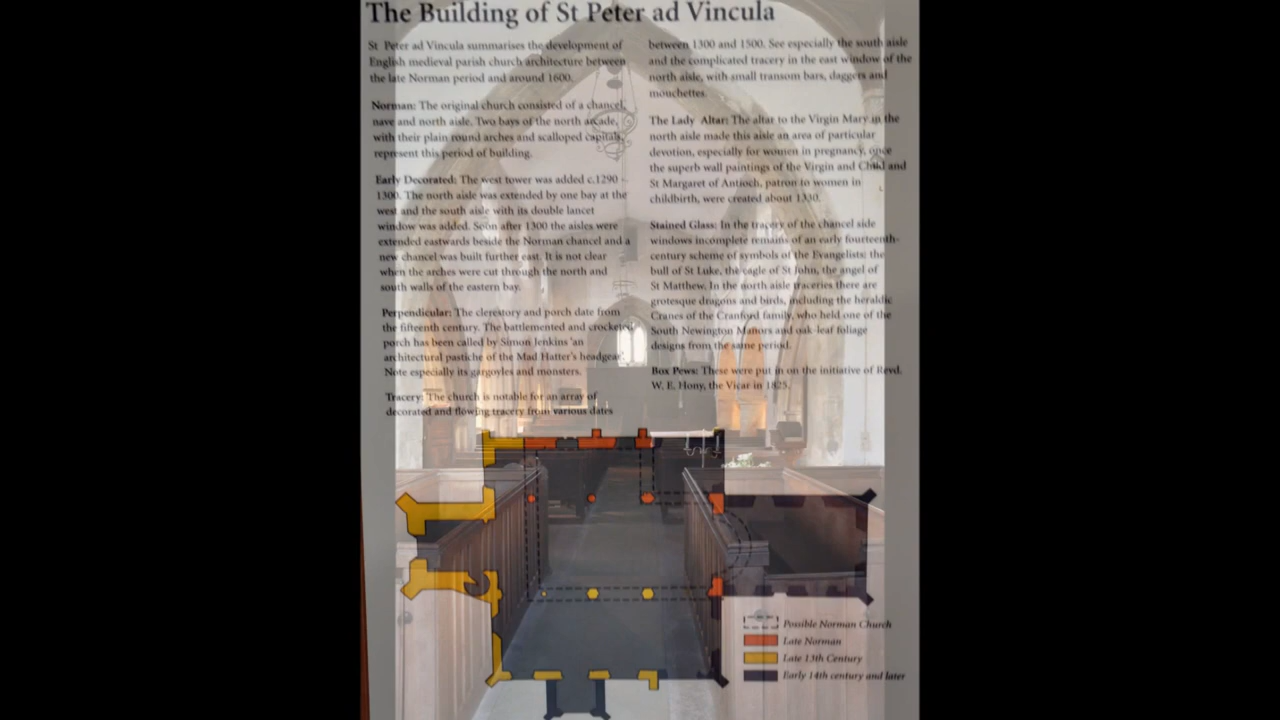 The Building of St Peter ad Vincula
St Peter ad Vincula summarises the development of
English medieval parish church architecture between
the late Norman period and around 1600.
Norman: The original church consisted of a chancel,
nave and north aisle. Two bays of the north arcade,
with their plain round arches and scalloped capitals,
represent this period of building.
Early Decorated: The west tower was added c.1290 -
1300. The north aisle was extended by one bay at the
west and the south aisle with its double lancet
window was added. Soon after 1300 the aisles were
extended eastwards beside the Norman chancel and a
new chancel was built further east. It is not clear
when the arches were cut through the north and
south walls of the eastern bay.
Perpendicular: The clerestory and porch date from
the fifteenth century. The battlemented and crocketed
porch has been called by Simon Jenkins 'an
architectural pastiche of the Mad Hatter's headgear'.
Note especially its gargoyles and monsters.
Tracery: The church is notable for an array of
decorated and flowing tracery from various dates
between 1300 and 1500. See especially the south aisle
and the complicated tracery in the east window of the
north aisle, with small transom bars, daggers and
mouchettes.
The Lady Altar: The altar to the Virgin Mary in the
north aisle made this aisle an area of particular
devotion, especially for women in pregnancy, once
the superb wall paintings of the Virgin and Child and
St Margaret of Antioch, patron to women in
childbirth, were created about 1330.
Stained Glass: In the tracery of the chancel side
windows incomplete remains of an early fourteenth-
century scheme of symbols of the Evangelists: the
bull of St Luke, the eagle of St John, the angel of
St Matthew. In the north aisle traceries there are
grotesque dragons and birds, including the heraldic
Cranes of the Cranford family, who held one of the
South Newington Manors and oak-leaf foliage
designs from the same period.
Box Pews: These were put in on the initiative of Revd.
W. E. Hony, the Vicar in 1825.
Possible Norman Church
Late Norman
Late 13th Century
Early 14th century and later